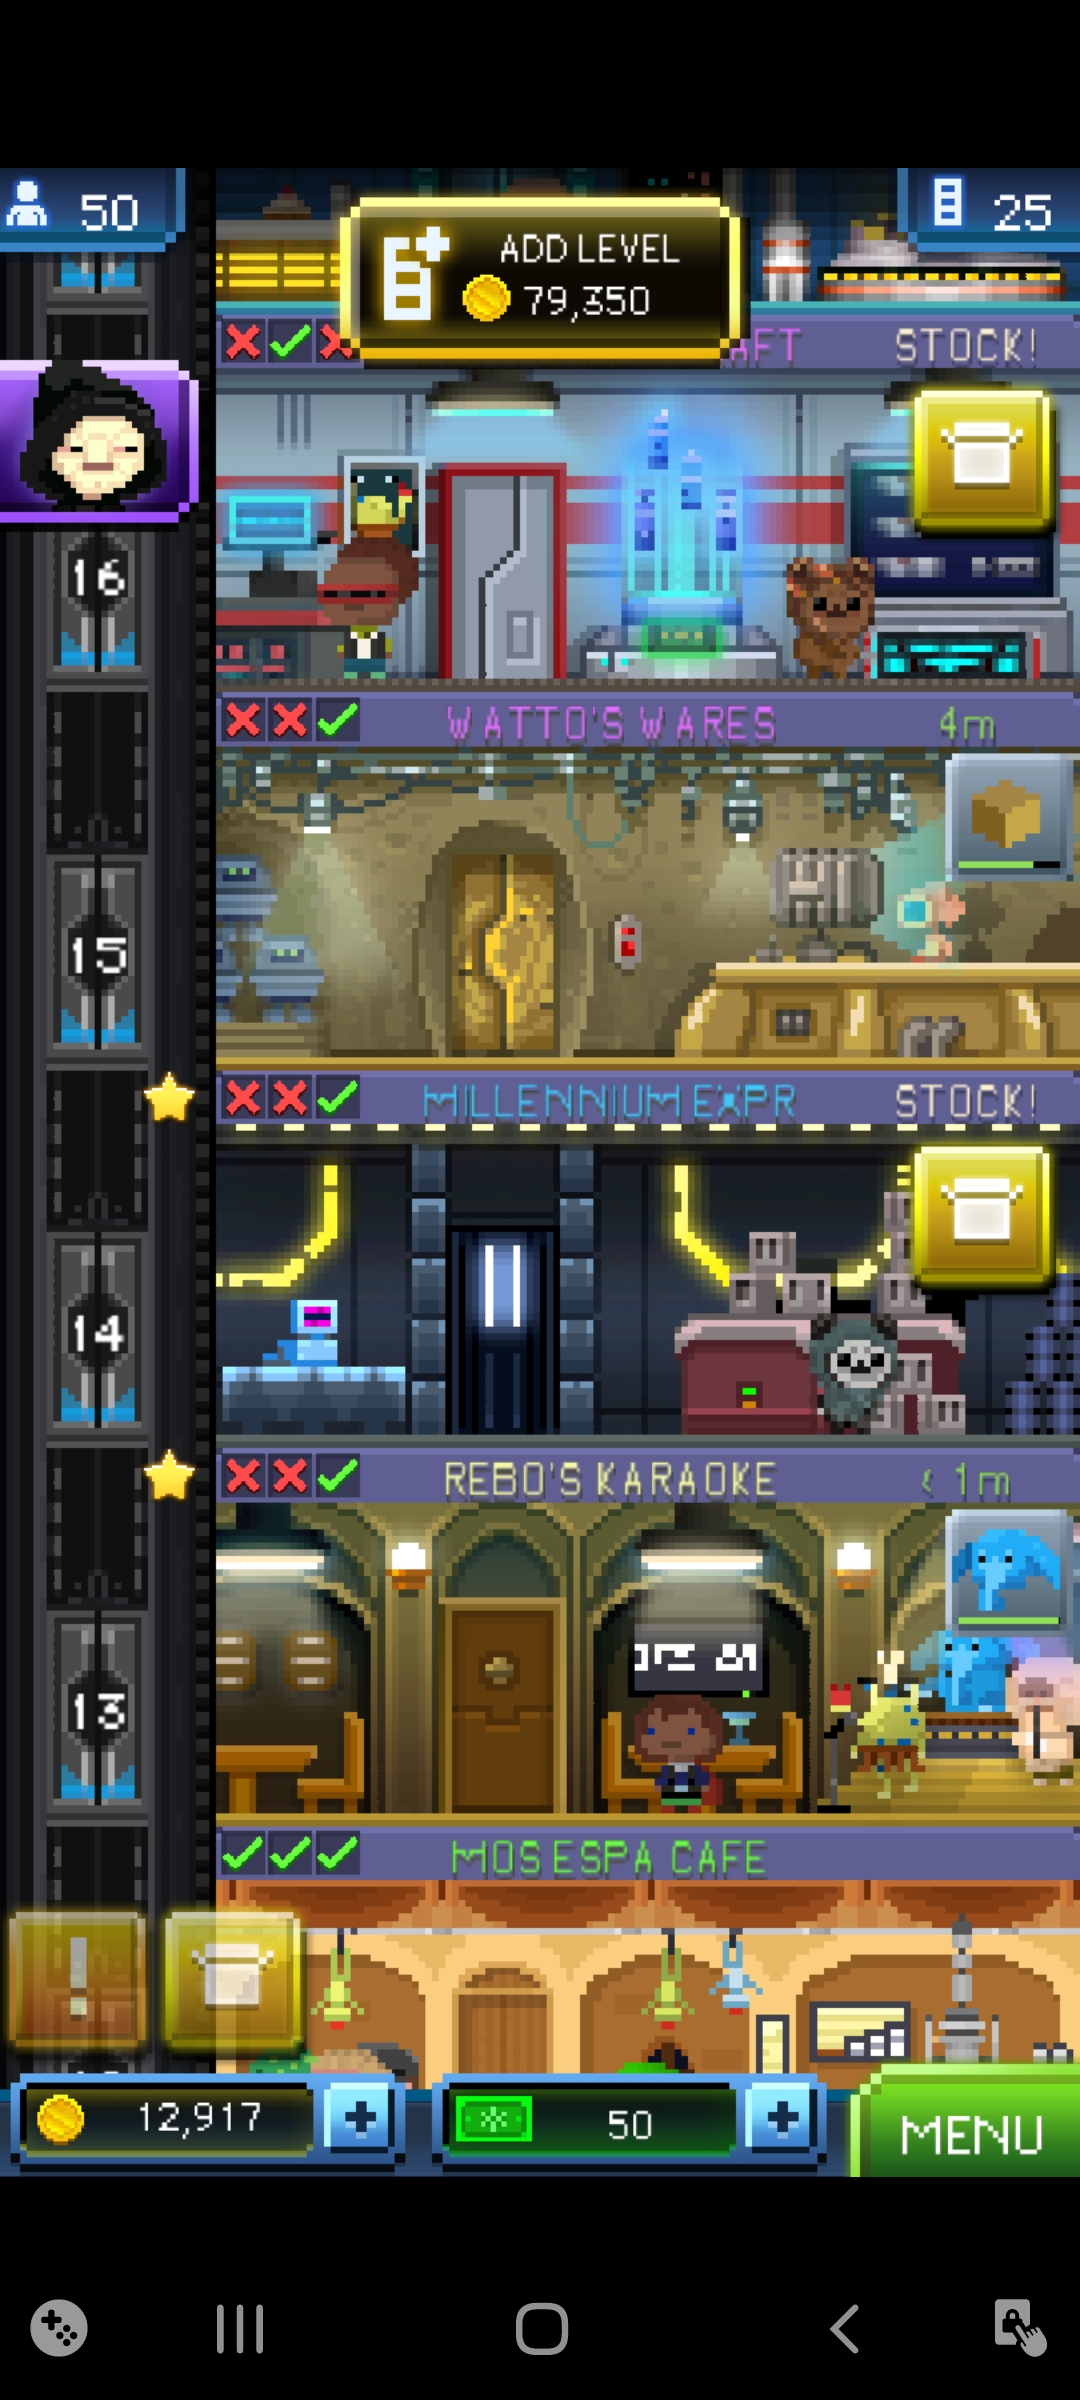 50
ADD LEVEL
79,350
25
AFT
STOCK!
16
WATTO'S WARES
4m
15
MILLENNIUM EXPR
STOCK!
14
REBO'S KARAOKE
< 1m
13
MOS ESPA CAFE
!
12,917
+
50
+
MENU